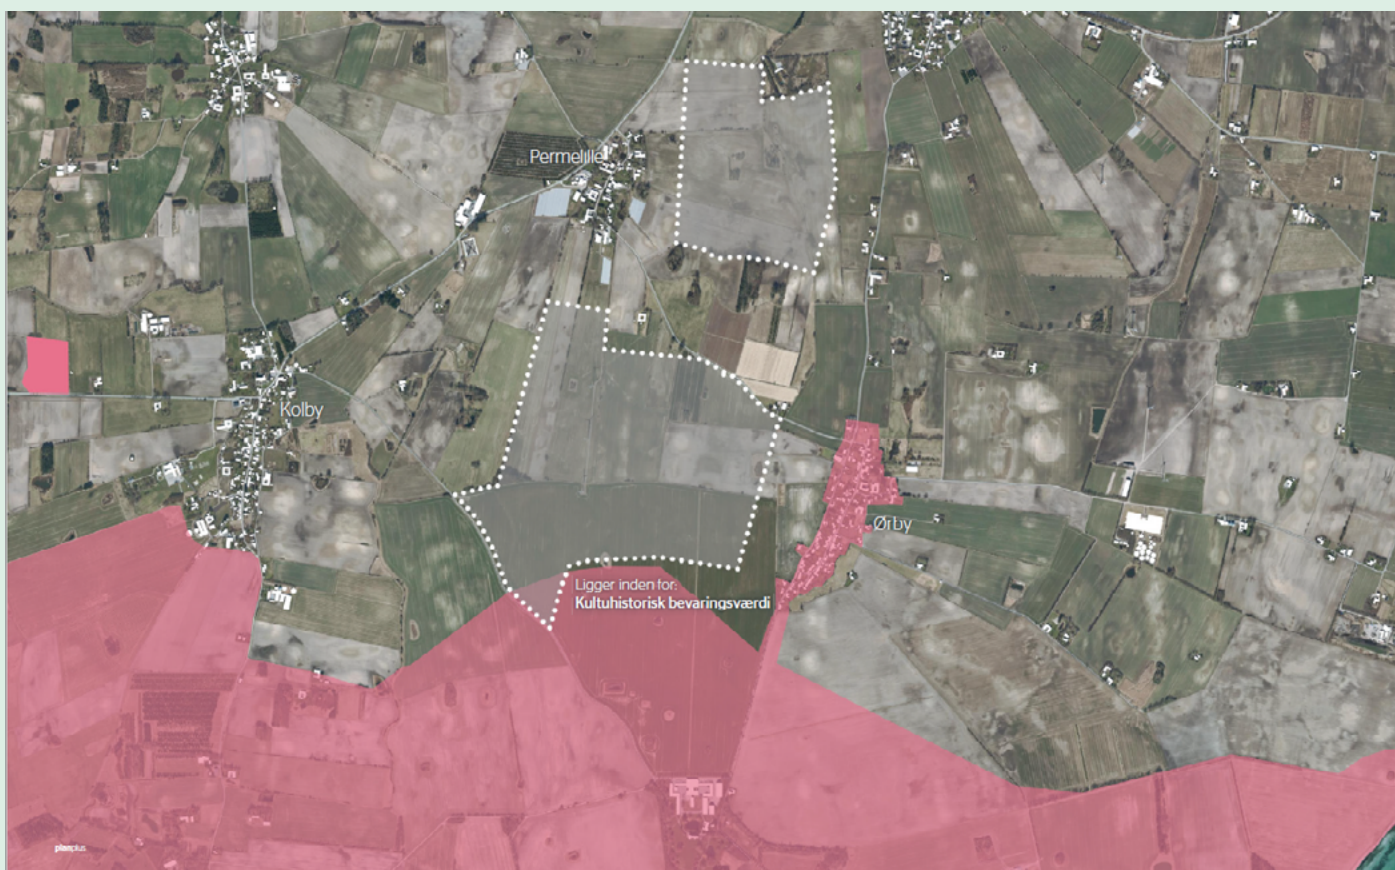 Permelille
Kolby
Ørby
Ligger inden for:
Kultuhistorisk bevaringsværdi
planplus